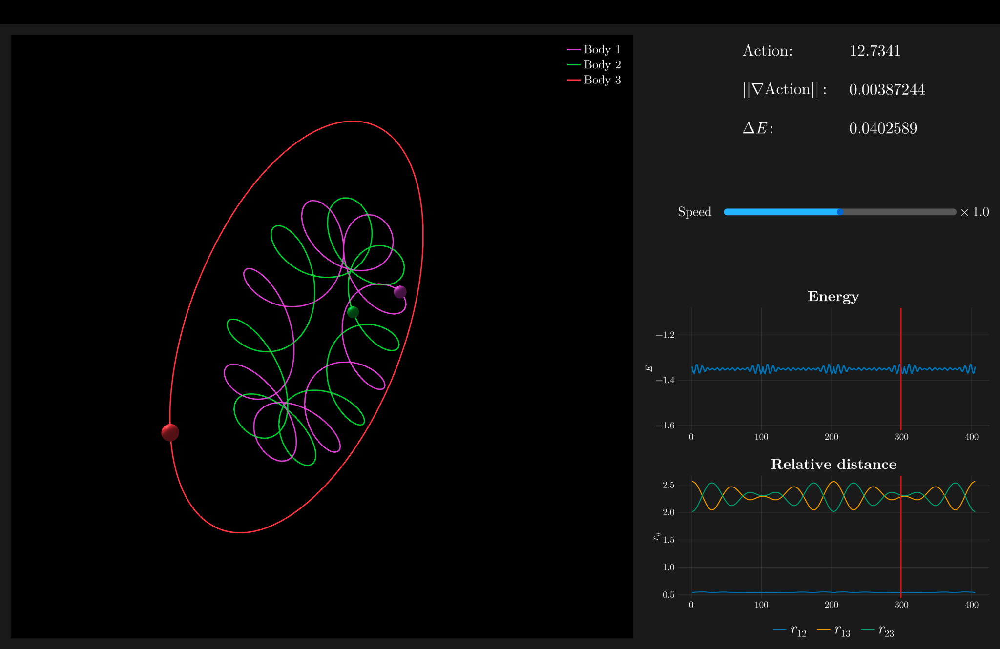 Body 1
Body 2
Body 3
Action: 12.7341
||∇Action||: 0.00387244
ΔE: 0.0402589
Speed × 1.0
Energy
E
−1.2
−1.4
−1.6
0 100 200 300 400
Relative distance
r_ij
2.5
2.0
1.5
1.0
0.5
0 100 200 300 400
r₁₂ r₁₃ r₂₃